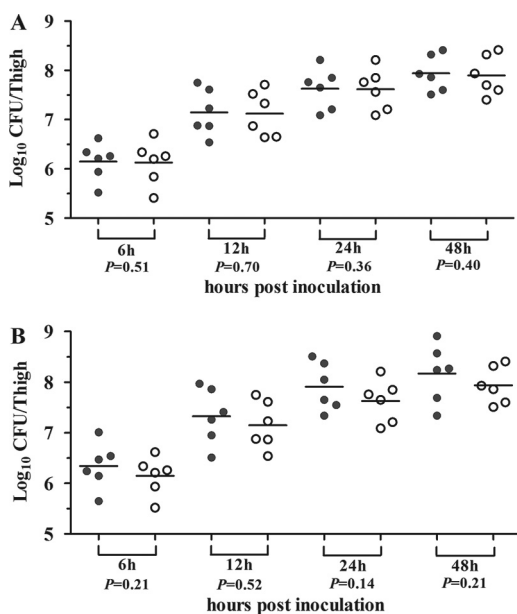 A
Log10 CFU/Thigh
9
8
7
6
5
6h 12h 24h 48h
P=0.51 P=0.70 P=0.36 P=0.40
hours post inoculation
B
Log10 CFU/Thigh
9
8
7
6
5
6h 12h 24h 48h
P=0.21 P=0.52 P=0.14 P=0.21
hours post inoculation